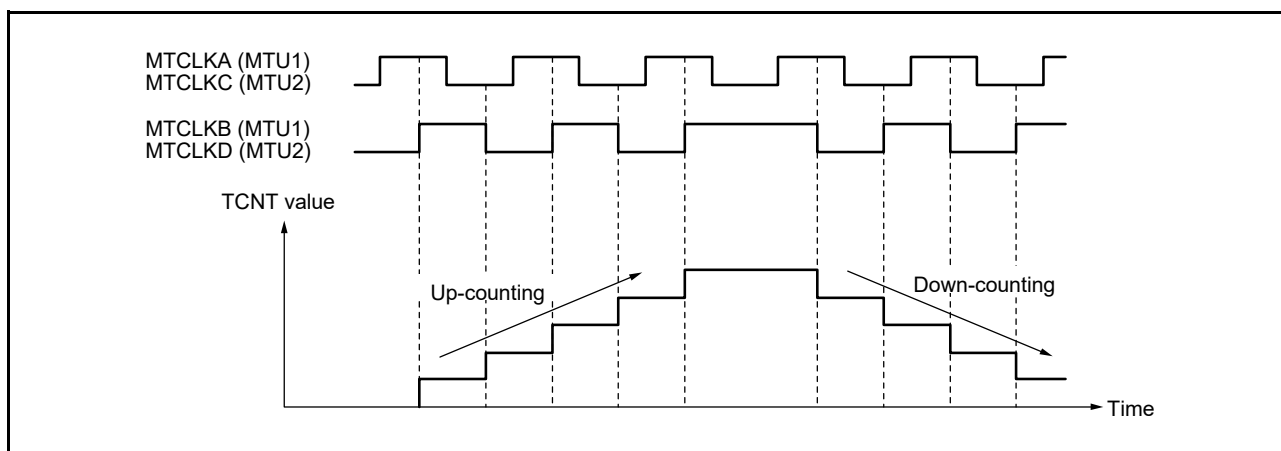 MTCLKA (MTU1)
MTCLKC (MTU2)
MTCLKB (MTU1)
MTCLKD (MTU2)
TCNT value
Up-counting
Down-counting
Time